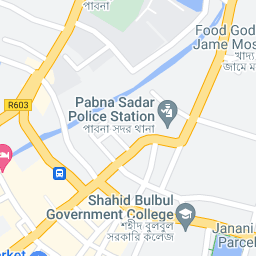 পাবনা
Food God
Jame Mos
খাদ্য
জামে ম
R603
Pabna Sadar
Police Station
পাবনা সদর থানা
Shahid Bulbul
Government College
শহীদ বুলবুল
সরকারি কলেজ
Janani
Parcel
arket